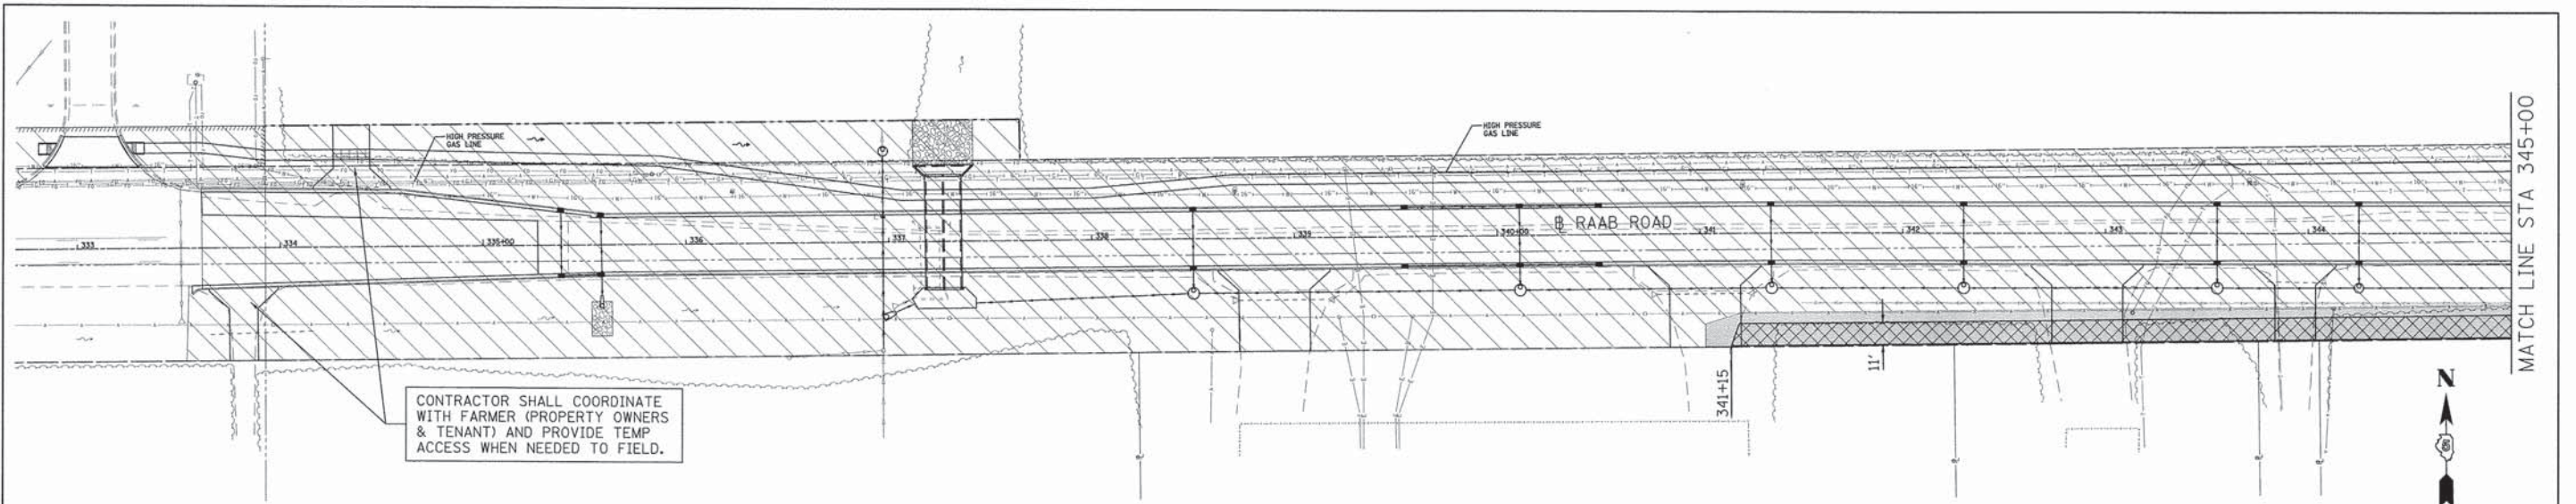 HIGH PRESSURE
GAS LINE
HIGH PRESSURE
GAS LINE
333
334
335+00
336
337
338
339
340+00
℄ RAAB ROAD
341
342
343
344
MATCH LINE STA 345+00
341+15
11'
N
CONTRACTOR SHALL COORDINATE
WITH FARMER (PROPERTY OWNERS
& TENANT) AND PROVIDE TEMP
ACCESS WHEN NEEDED TO FIELD.